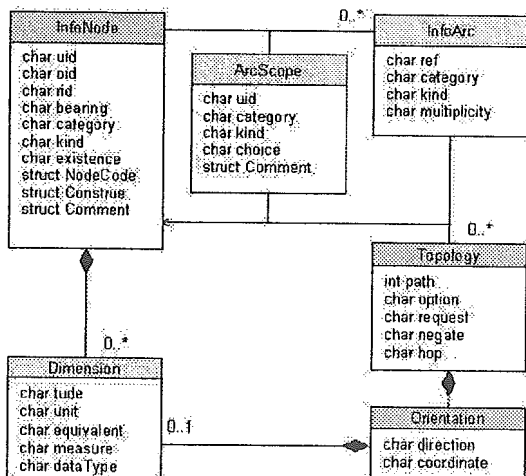 InfoNode
char uid
char oid
char rid
char bearing
char category
char kind
char existence
struct NodeCode
struct Construe
struct Comment
ArcScope
char uid
char category
char kind
char choice
struct Comment
0..*
InfoArc
char ref
char category
char kind
char multiplicity
0..*
Topology
int path
char option
char request
char negate
char hop
0..*
Dimension
char tude
char unit
char equivalent
char measure
char dataType
0..1
Orientation
char direction
char coordinate